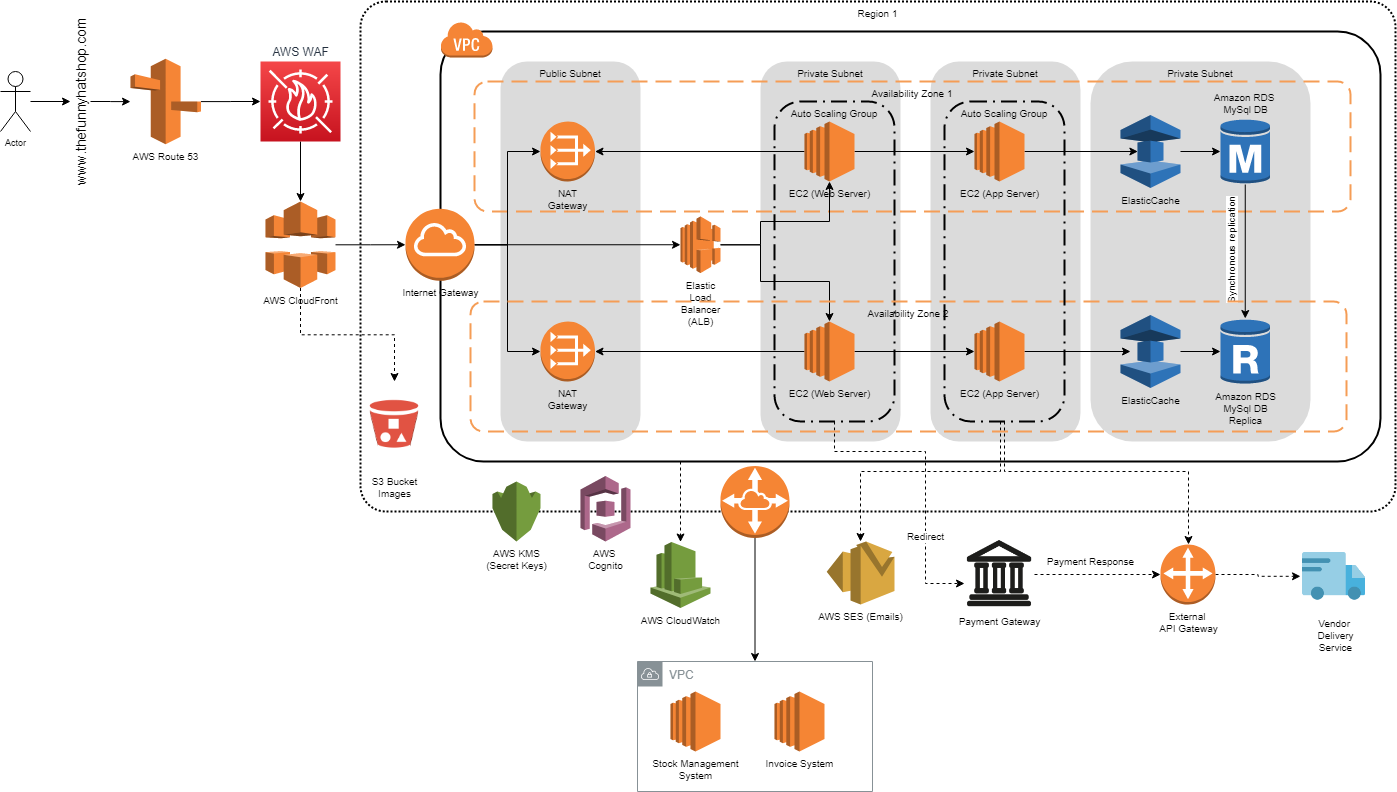 Region 1
www.thefunnyhatshop.com
AWS WAF
VPC
Public Subnet
Private Subnet
Private Subnet
Private Subnet
Availability Zone 1
Amazon RDS
MySql DB
Auto Scaling Group
Auto Scaling Group
Actor
AWS Route 53
M
NAT
Gateway
EC2 (Web Server)
EC2 (App Server)
ElasticCache
Synchronous replication
Internet Gateway
AWS CloudFront
Elastic
Load
Balancer
(ALB)
Availability Zone 2
R
NAT
Gateway
EC2 (Web Server)
EC2 (App Server)
ElasticCache
Amazon RDS
MySql DB
Replica
S3 Bucket
Images
AWS KMS
(Secret Keys)
AWS
Cognito
Redirect
Payment Response
AWS CloudWatch
AWS SES (Emails)
Payment Gateway
External
API Gateway
Vendor
Delivery
Service
VPC
Stock Management
System
Invoice System